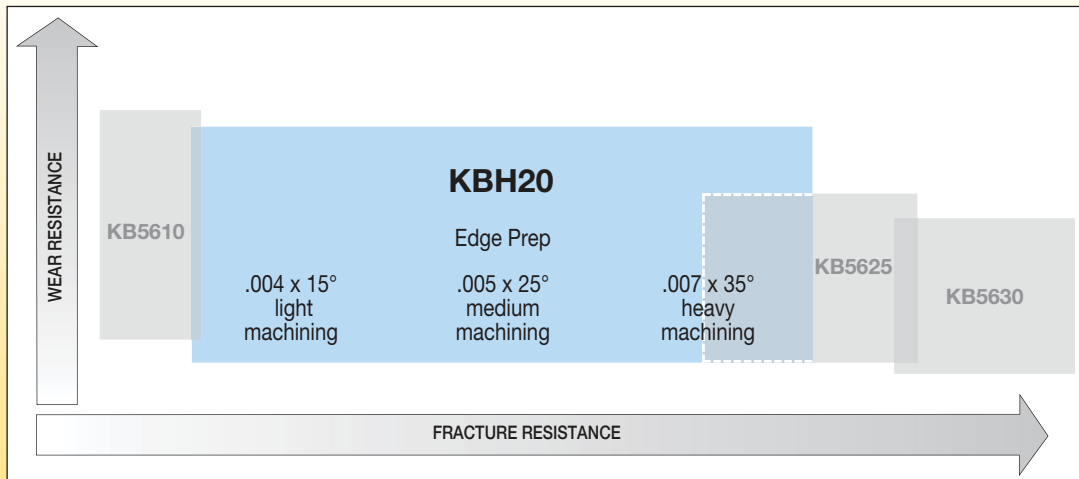 WEAR RESISTANCE
KB5610
KBH20
Edge Prep
.004 x 15°
light
machining
.005 x 25°
medium
machining
.007 x 35°
heavy
machining
KB5625
KB5630
FRACTURE RESISTANCE